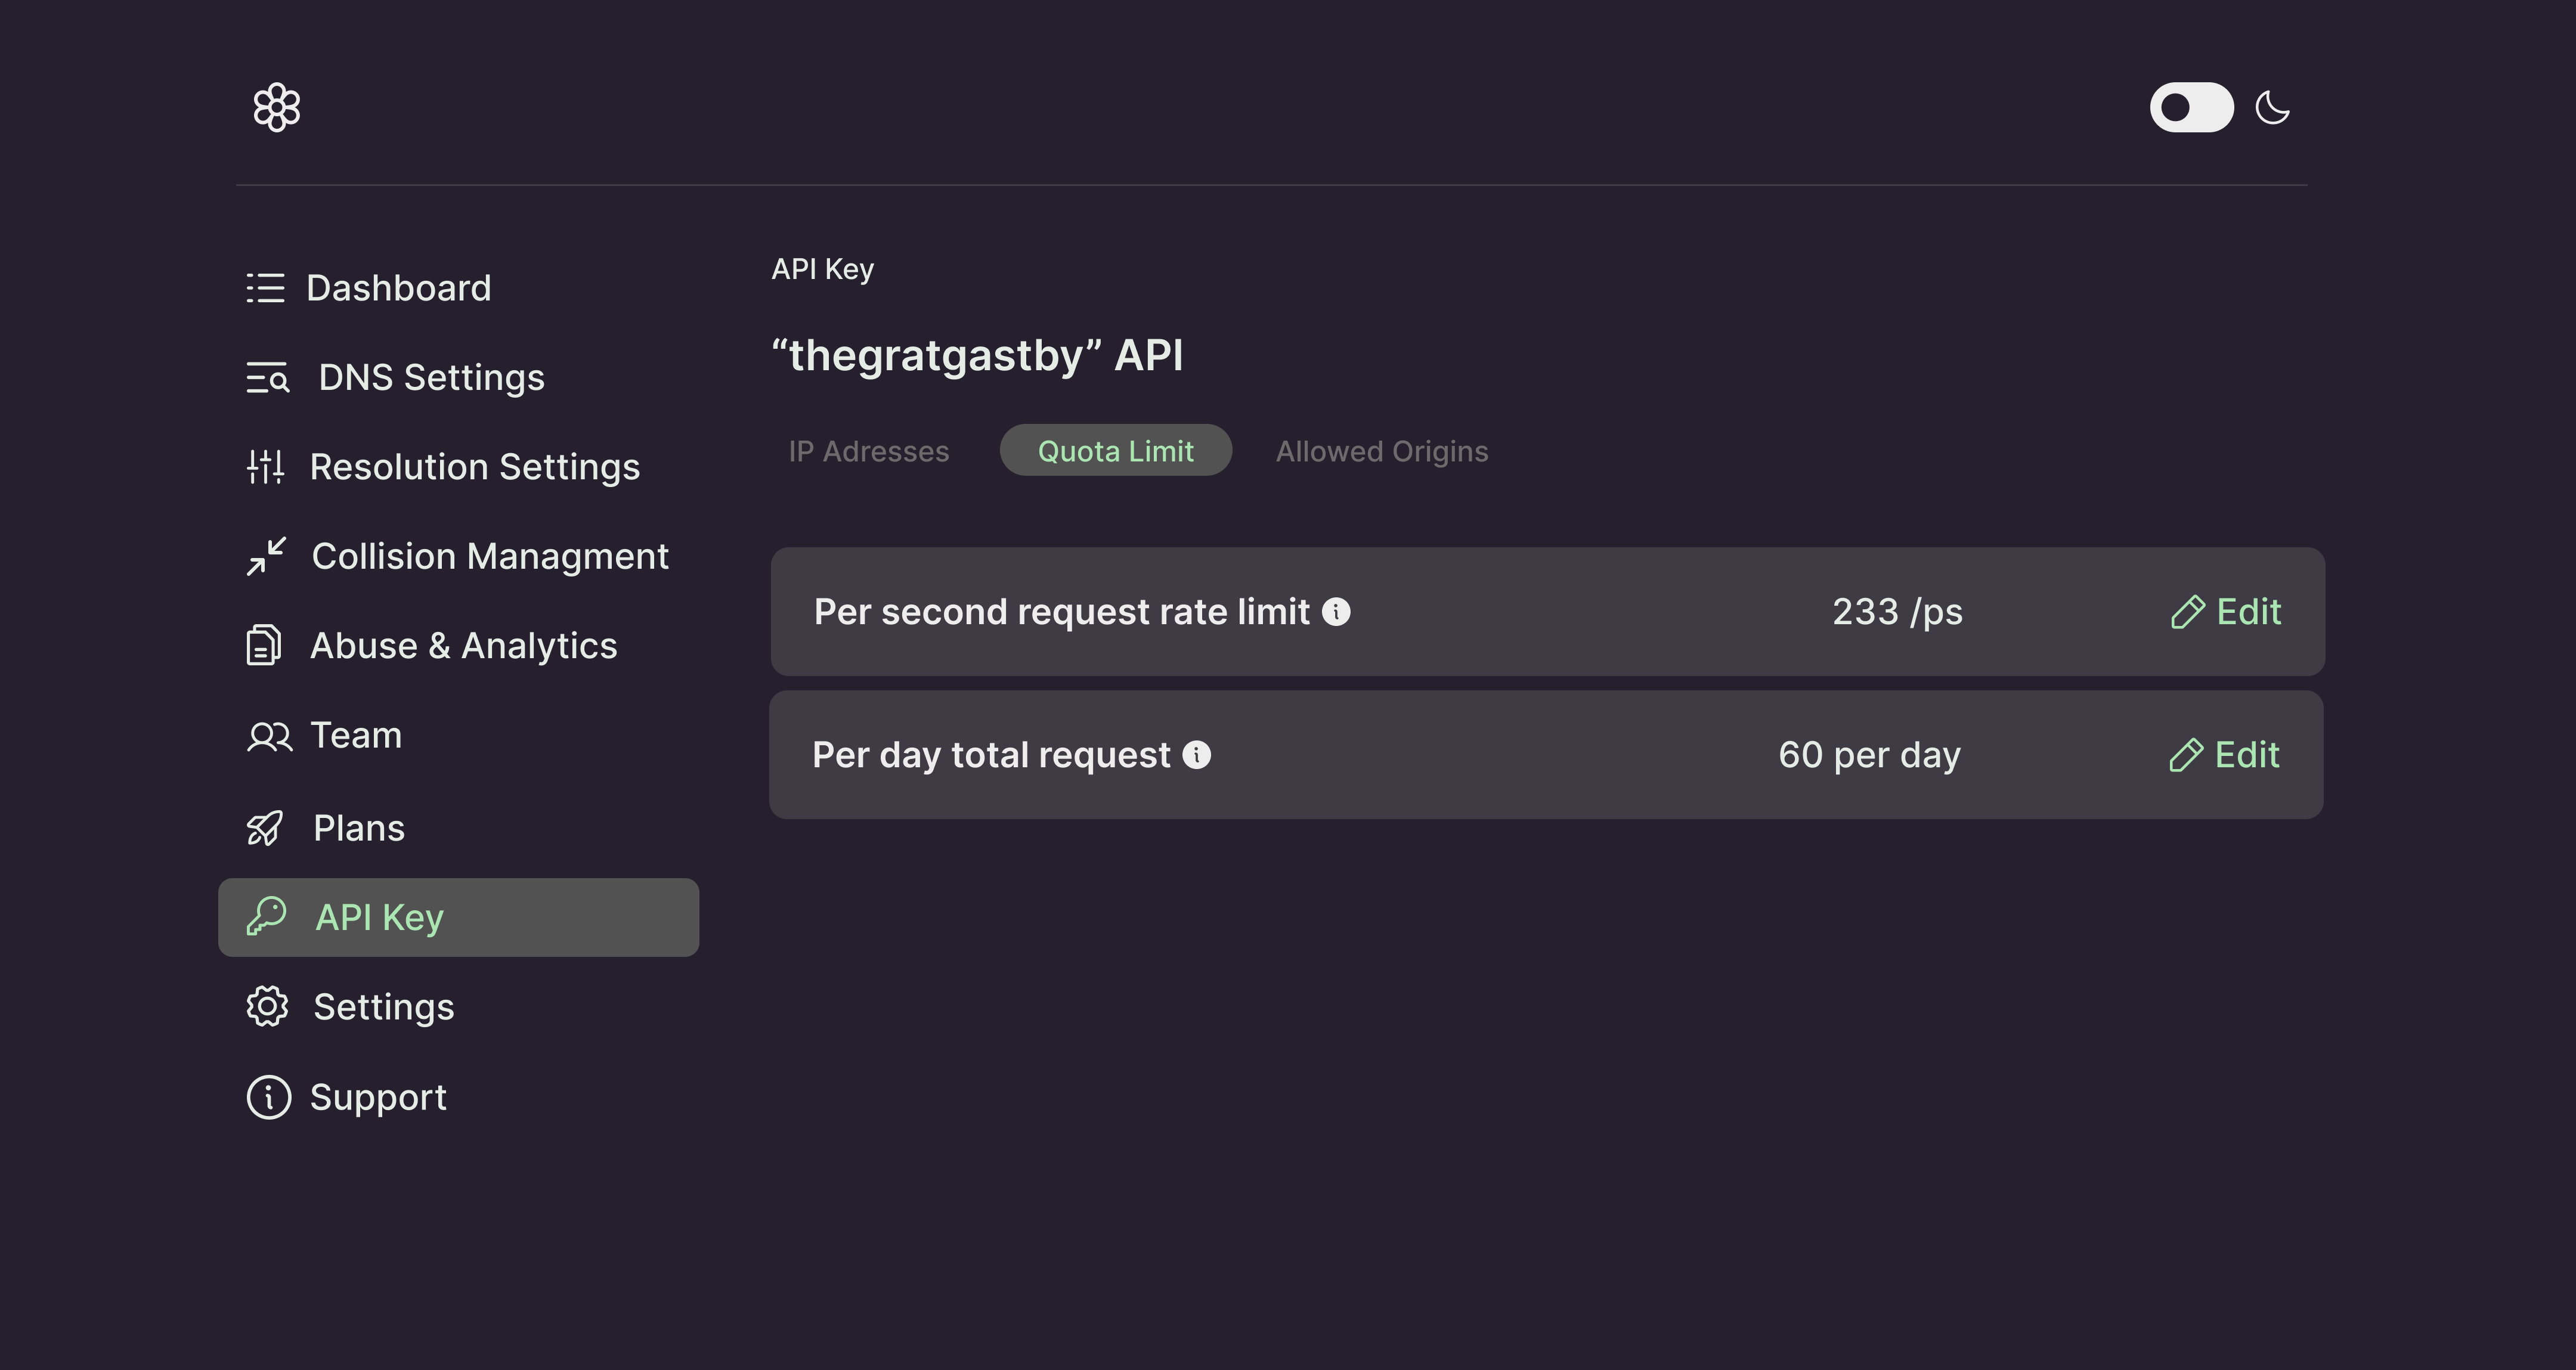 Dashboard
DNS Settings
Resolution Settings
Collision Managment
Abuse & Analytics
Team
Plans
API Key
Settings
Support
API Key
“thegratgastby” API
IP Adresses Quota Limit Allowed Origins
Per second request rate limit 233 /ps Edit
Per day total request 60 per day Edit